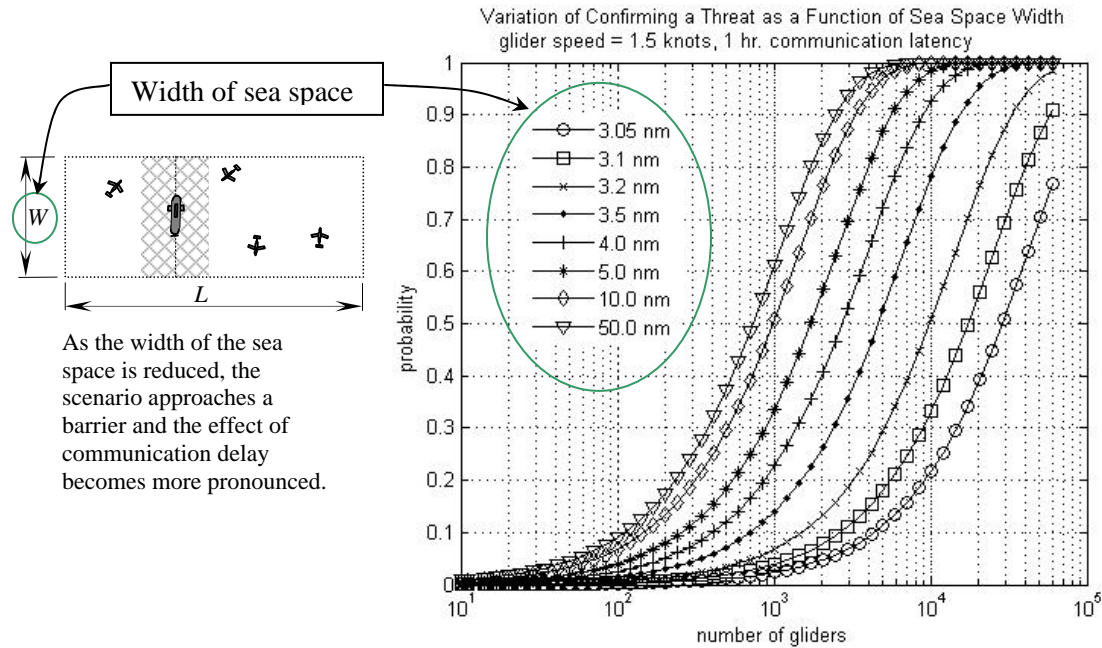 Variation of Confirming a Threat as a Function of Sea Space Width
glider speed = 1.5 knots, 1 hr. communication latency
Width of sea space
W
L
As the width of the sea
space is reduced, the
scenario approaches a
barrier and the effect of
communication delay
becomes more pronounced.
3.05 nm
3.1 nm
3.2 nm
3.5 nm
4.0 nm
5.0 nm
10.0 nm
50.0 nm
probability
1
0.9
0.8
0.7
0.6
0.5
0.4
0.3
0.2
0.1
0
10^1
10^2
10^3
10^4
10^5
number of gliders